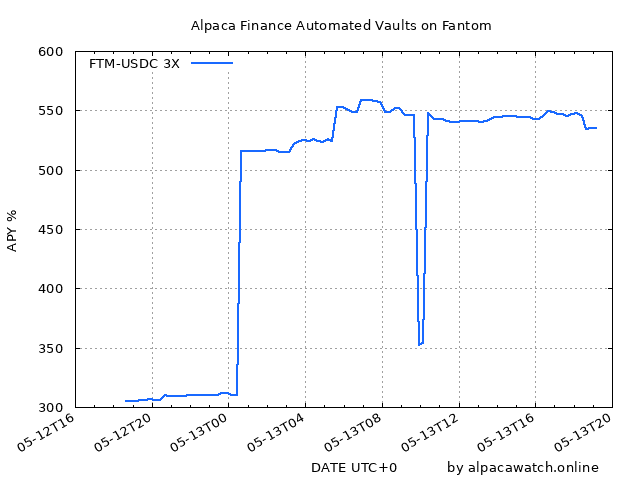 Alpaca Finance Automated Vaults on Fantom
FTM-USDC 3X
APY %
600
550
500
450
400
350
300
05-12T16
05-12T20
05-13T00
05-13T04
05-13T08
05-13T12
05-13T16
05-13T20
DATE UTC+0
by alpacawatch.online